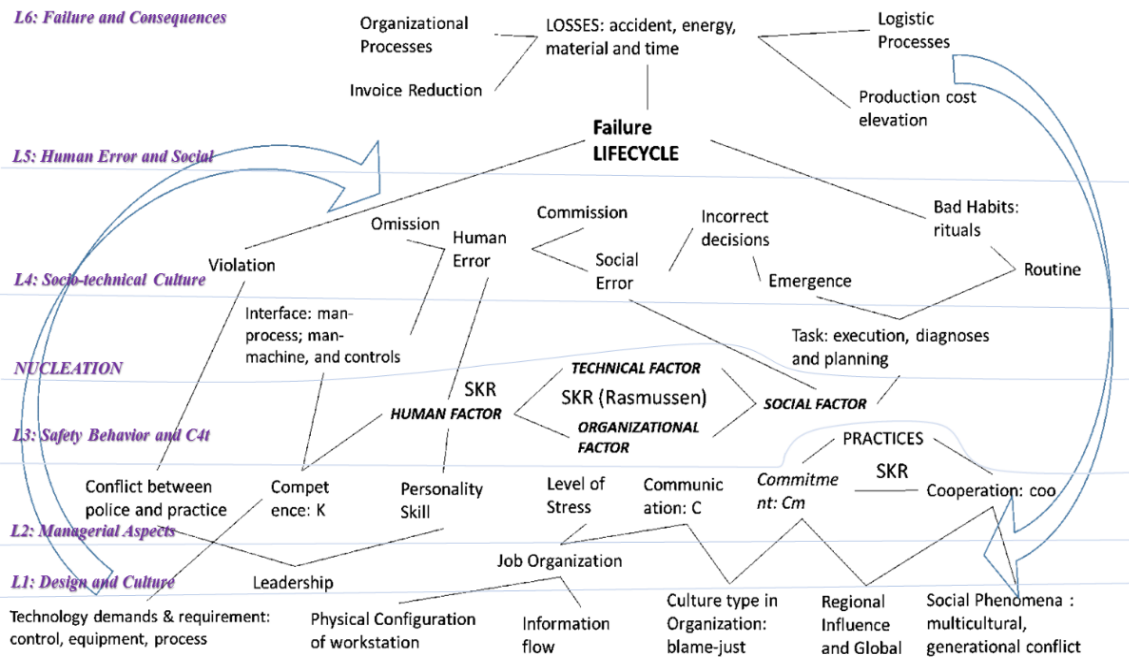 L6: Failure and Consequences
Organizational
Processes
LOSSES: accident, energy,
material and time
Logistic
Processes
Invoice Reduction
Production cost
elevation
Failure
LIFECYCLE
L5: Human Error and Social
Omission
Commission
Human
Error
Incorrect
decisions
Bad Habits:
rituals
Violation
Social
Error
Emergence
Routine
L4: Socio-technical Culture
Interface: man-
process; man-
machine, and controls
Task: execution, diagnoses
and planning
NUCLEATION
TECHNICAL FACTOR
SKR
SKR (Rasmussen)
HUMAN FACTOR
SOCIAL FACTOR
ORGANIZATIONAL
FACTOR
L3: Safety Behavior and C4t
PRACTICES
SKR
Conflict between
police and practice
Compet
ence: K
Personality
Skill
Level of
Stress
Communic
ation: C
Commitme
nt: Cm
Cooperation: coo
L2: Managerial Aspects
Job Organization
L1: Design and Culture
Leadership
Technology demands & requirement:
control, equipment, process
Physical Configuration
of workstation
Information
flow
Culture type in
Organization:
blame-just
Regional
Influence
and Global
Social Phenomena :
multicultural,
generational conflict